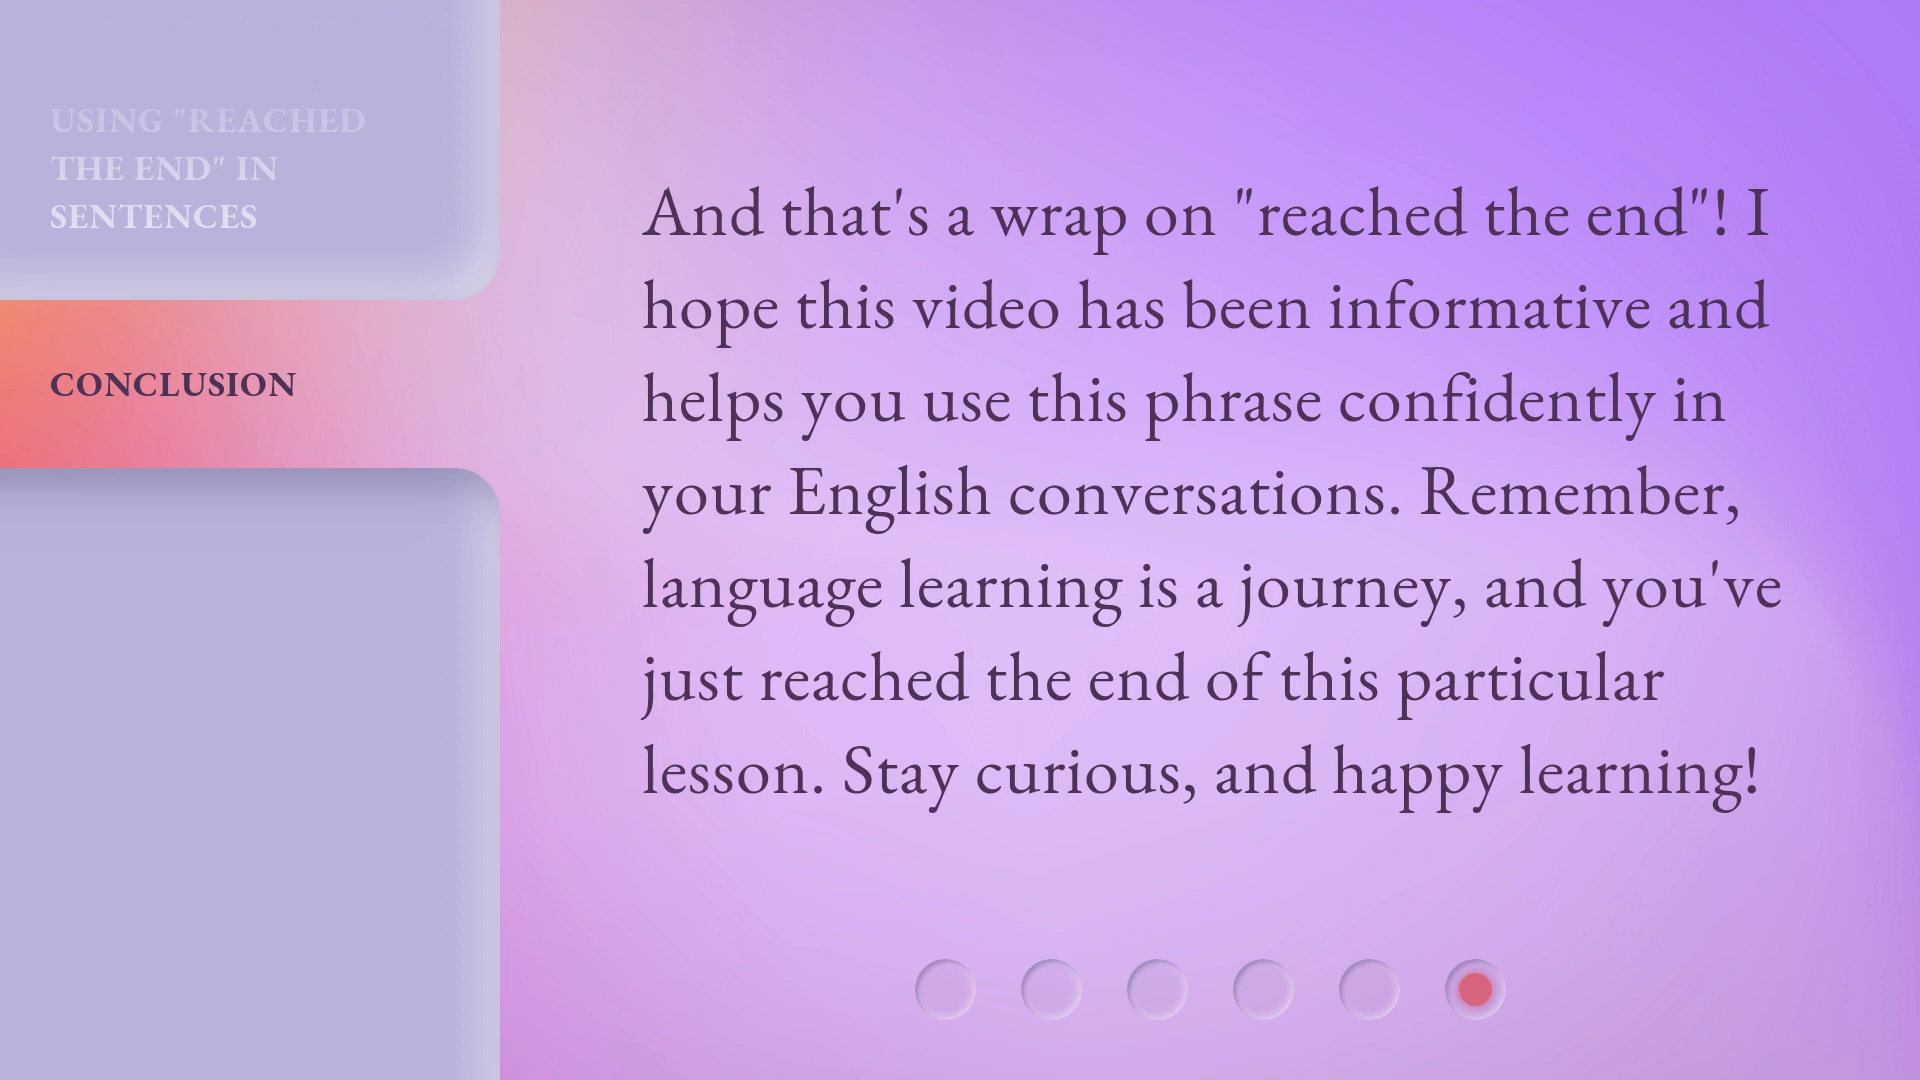 USING "REACHED
THE END" IN
SENTENCES
CONCLUSION
And that's a wrap on "reached the end"! I
hope this video has been informative and
helps you use this phrase confidently in
your English conversations. Remember,
language learning is a journey, and you've
just reached the end of this particular
lesson. Stay curious, and happy learning!